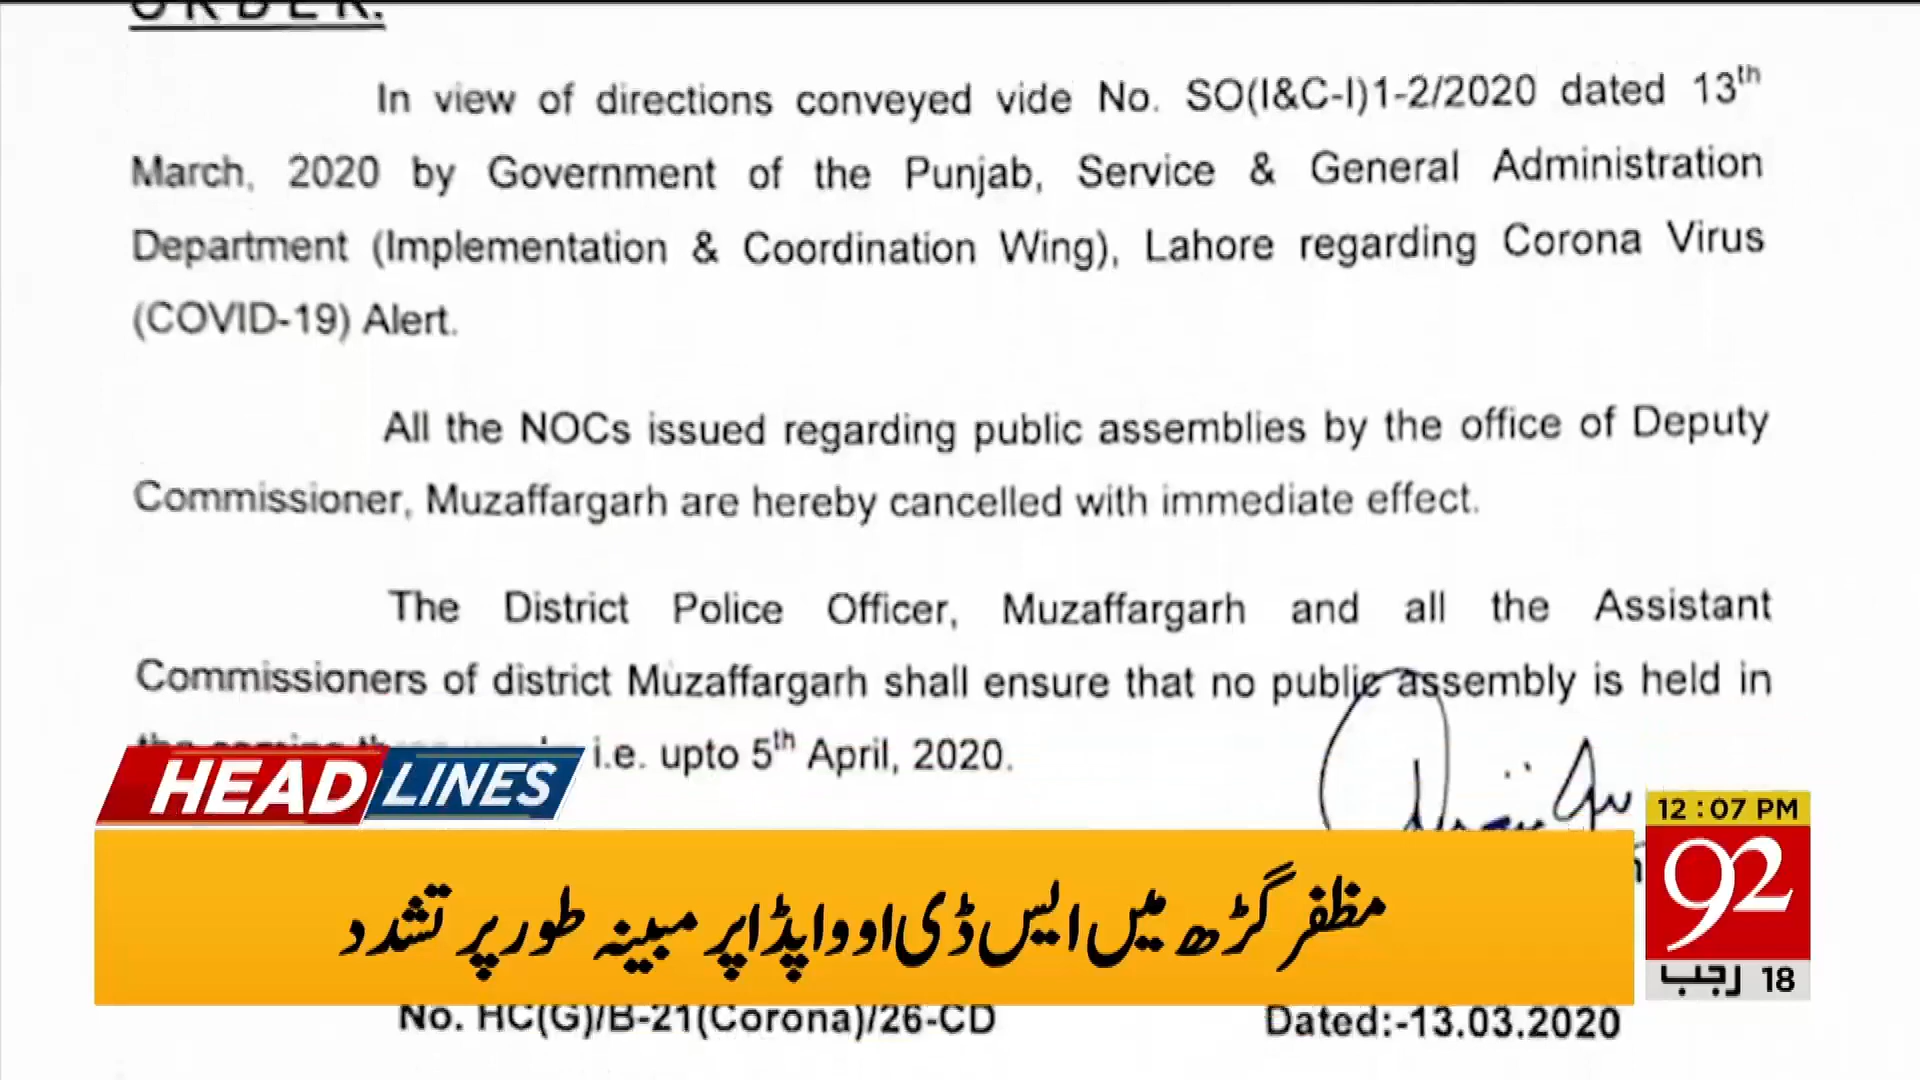 ORDER.
In view of directions conveyed vide No. SO(I&C-I)1-2/2020 dated 13th
March, 2020 by Government of the Punjab, Service & General Administration
Department (Implementation & Coordination Wing), Lahore regarding Corona Virus
(COVID-19) Alert.
All the NOCs issued regarding public assemblies by the office of Deputy
Commissioner, Muzaffargarh are hereby cancelled with immediate effect.
The District Police Officer, Muzaffargarh and all the Assistant
Commissioners of district Muzaffargarh shall ensure that no public assembly is held in
i.e. upto 5th April, 2020.
HEADLINES
12:07 PM
92
مظفر گڑھ میں ایس ڈی او واپڈا پر مبینہ طور پر تشدد
18 رجب
No. HC(G)/B-21(Corona)/26-CD
Dated:-13.03.2020